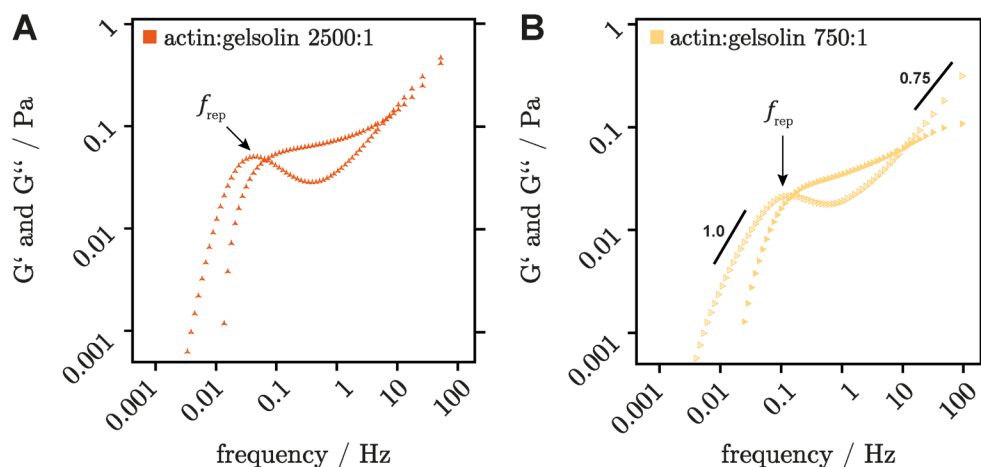 A
actin:gelsolin 2500:1
f rep
G‘ and G‘‘ / Pa
1
0.1
0.01
0.001
0.001 0.01 0.1 1 10 100
frequency / Hz
B
actin:gelsolin 750:1
0.75
f rep
1.0
G‘ and G‘‘ / Pa
1
0.1
0.01
0.001
0.001 0.01 0.1 1 10 100
frequency / Hz